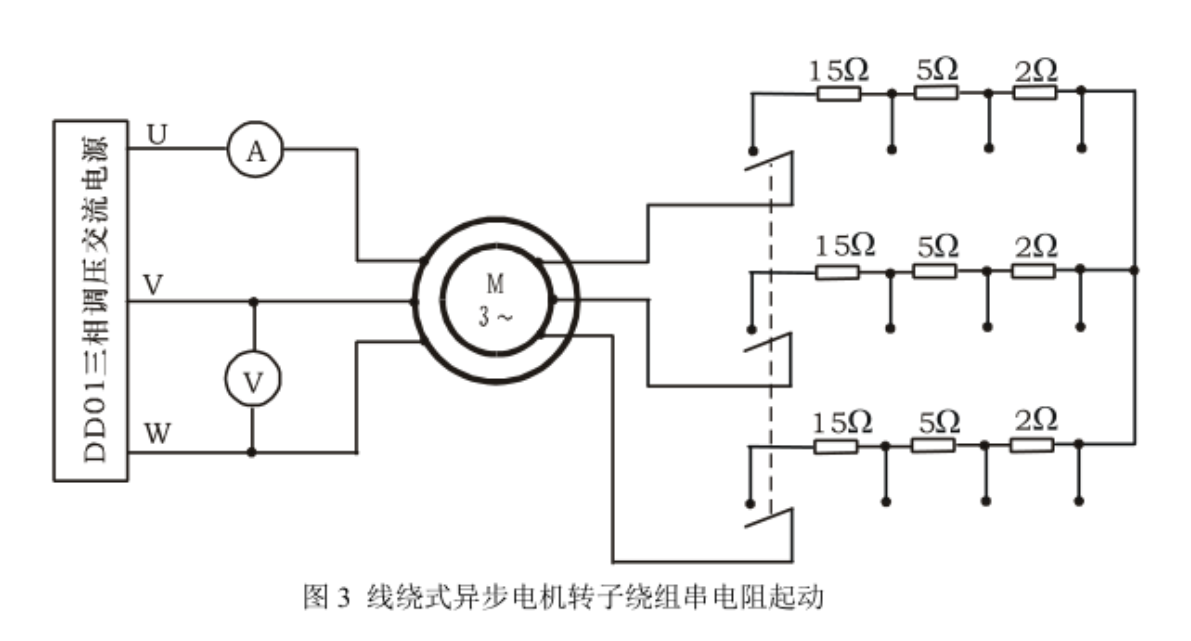 15Ω 5Ω 2Ω
U
A
DD01三相调压交流电源
V
15Ω 5Ω 2Ω
M
3～
V
W
15Ω 5Ω 2Ω
图 3 线绕式异步电机转子绕组串电阻起动